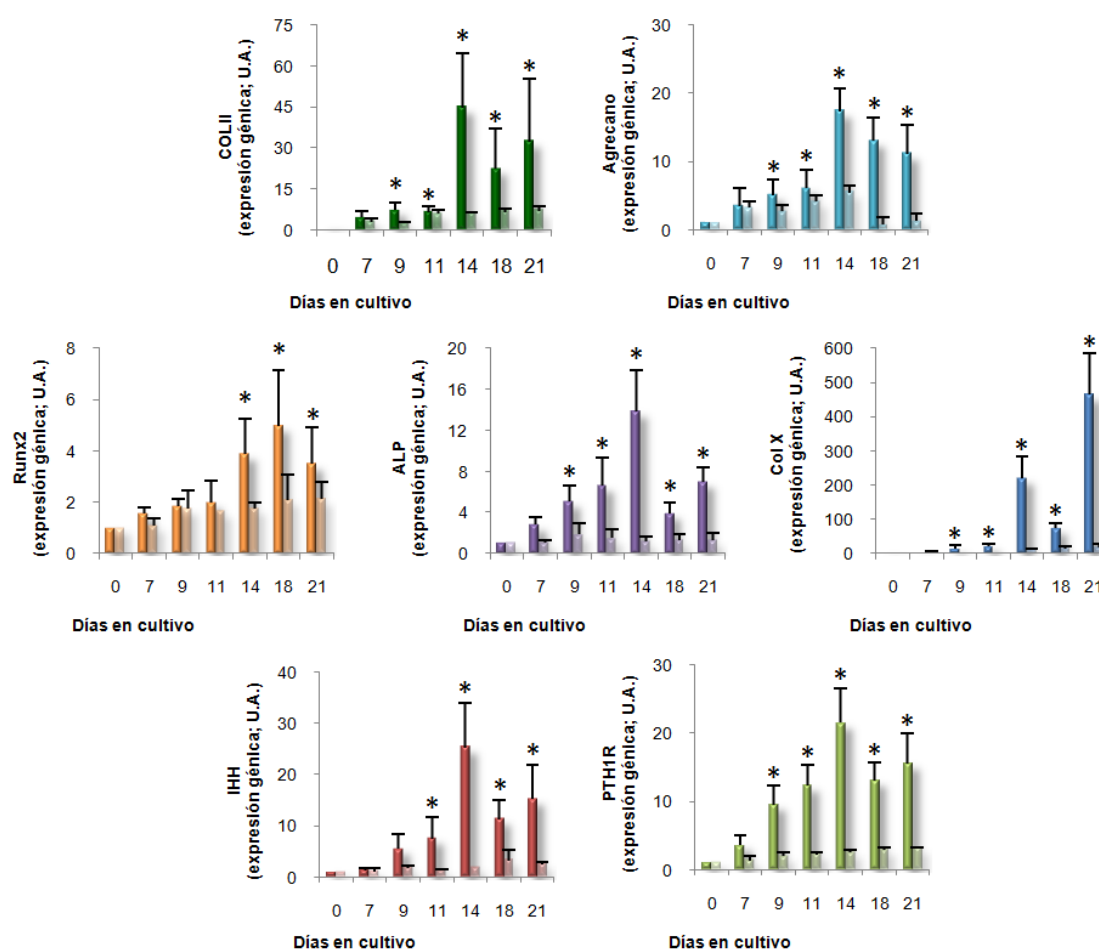 COLII
(expresión génica; U.A.)
75
60
45
30
15
0
* * * * *
0 7 9 11 14 18 21
Días en cultivo
Agrecano
(expresión génica; U.A.)
30
20
10
0
* * * * *
0 7 9 11 14 18 21
Días en cultivo
Runx2
(expresión génica; U.A.)
8
6
4
2
0
* * *
0 7 9 11 14 18 21
Días en cultivo
ALP
(expresión génica; U.A.)
20
16
12
8
4
0
* * * * *
0 7 9 11 14 18 21
Días en cultivo
Col X
(expresión génica; U.A.)
600
500
400
300
200
100
0
* * * * *
0 7 9 11 14 18 21
Días en cultivo
IHH
(expresión génica; U.A.)
40
30
20
10
0
* * * *
0 7 9 11 14 18 21
Días en cultivo
PTH1R
(expresión génica; U.A.)
30
20
10
0
* * * * *
0 7 9 11 14 18 21
Días en cultivo